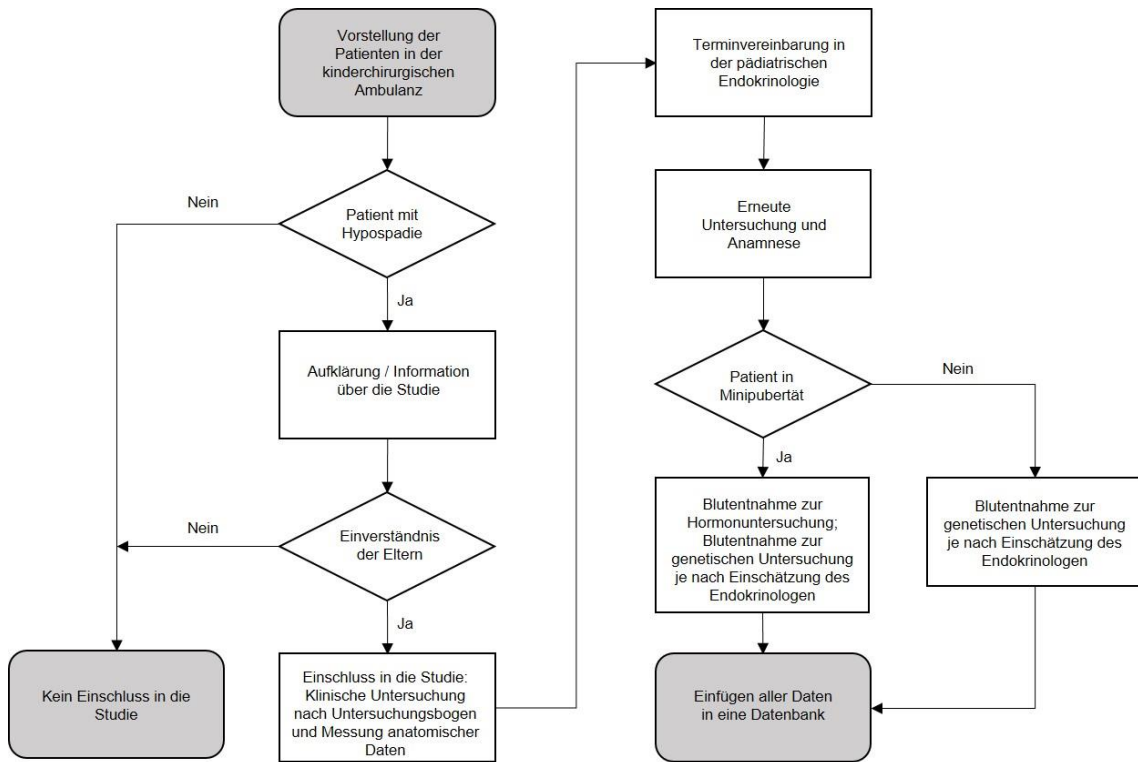 Vorstellung der
Patienten in der
kinderchirurgischen
Ambulanz
Nein
Patient mit
Hypospadie
Ja
Aufklärung / Information
über die Studie
Nein
Einverständnis
der Eltern
Ja
Kein Einschluss in die
Studie
Einschluss in die Studie:
Klinische Untersuchung
nach Untersuchungsbogen
und Messung anatomischer
Daten
Terminvereinbarung in
der pädiatrischen
Endokrinologie
Erneute
Untersuchung und
Anamnese
Patient in
Minipubertät
Nein
Ja
Blutentnahme zur
Hormonuntersuchung;
Blutentnahme zur
genetischen Untersuchung
je nach Einschätzung des
Endokrinologen
Blutentnahme zur
genetischen Untersuchung
je nach Einschätzung des
Endokrinologen
Einfügen aller Daten
in eine Datenbank